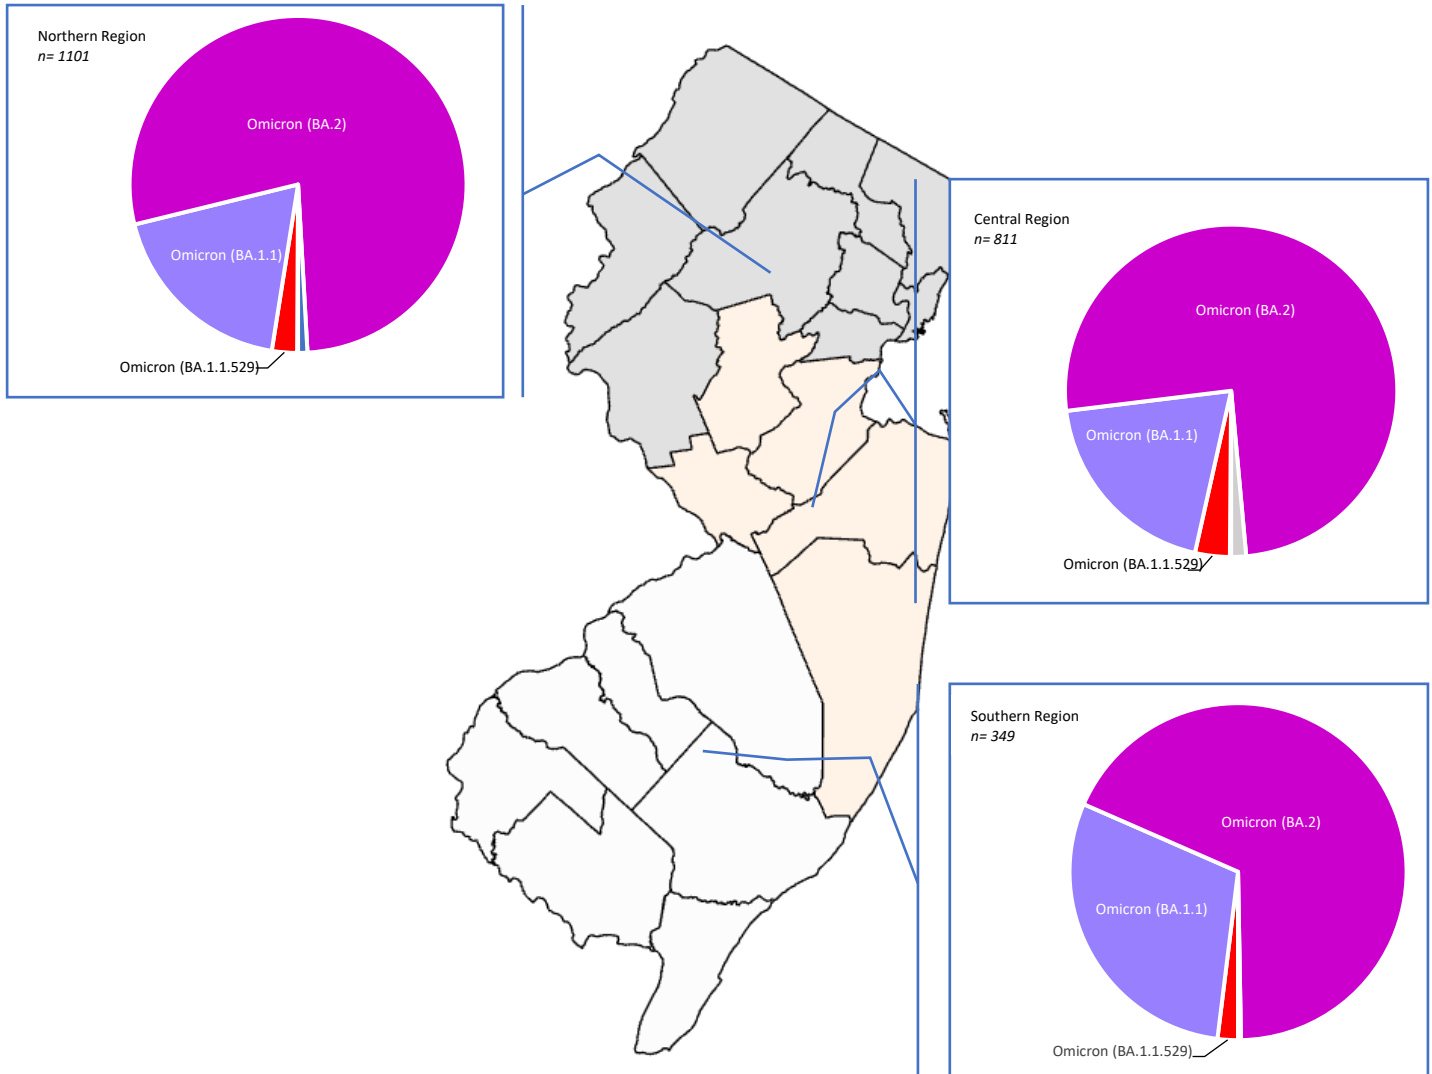 Northern Region
n= 1101
Omicron (BA.2)
Omicron (BA.1.1)
Omicron (BA.1.1.529)
Central Region
n= 811
Omicron (BA.2)
Omicron (BA.1.1)
Omicron (BA.1.1.529)
Southern Region
n= 349
Omicron (BA.2)
Omicron (BA.1.1)
Omicron (BA.1.1.529)